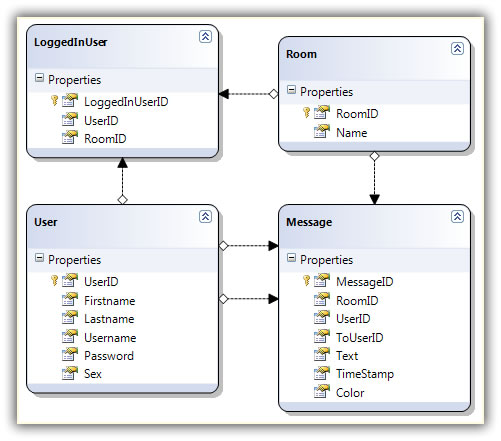 LoggedInUser
Properties
LoggedInUserID
UserID
RoomID
Room
Properties
RoomID
Name
User
Properties
UserID
Firstname
Lastname
Username
Password
Sex
Message
Properties
MessageID
RoomID
UserID
ToUserID
Text
TimeStamp
Color